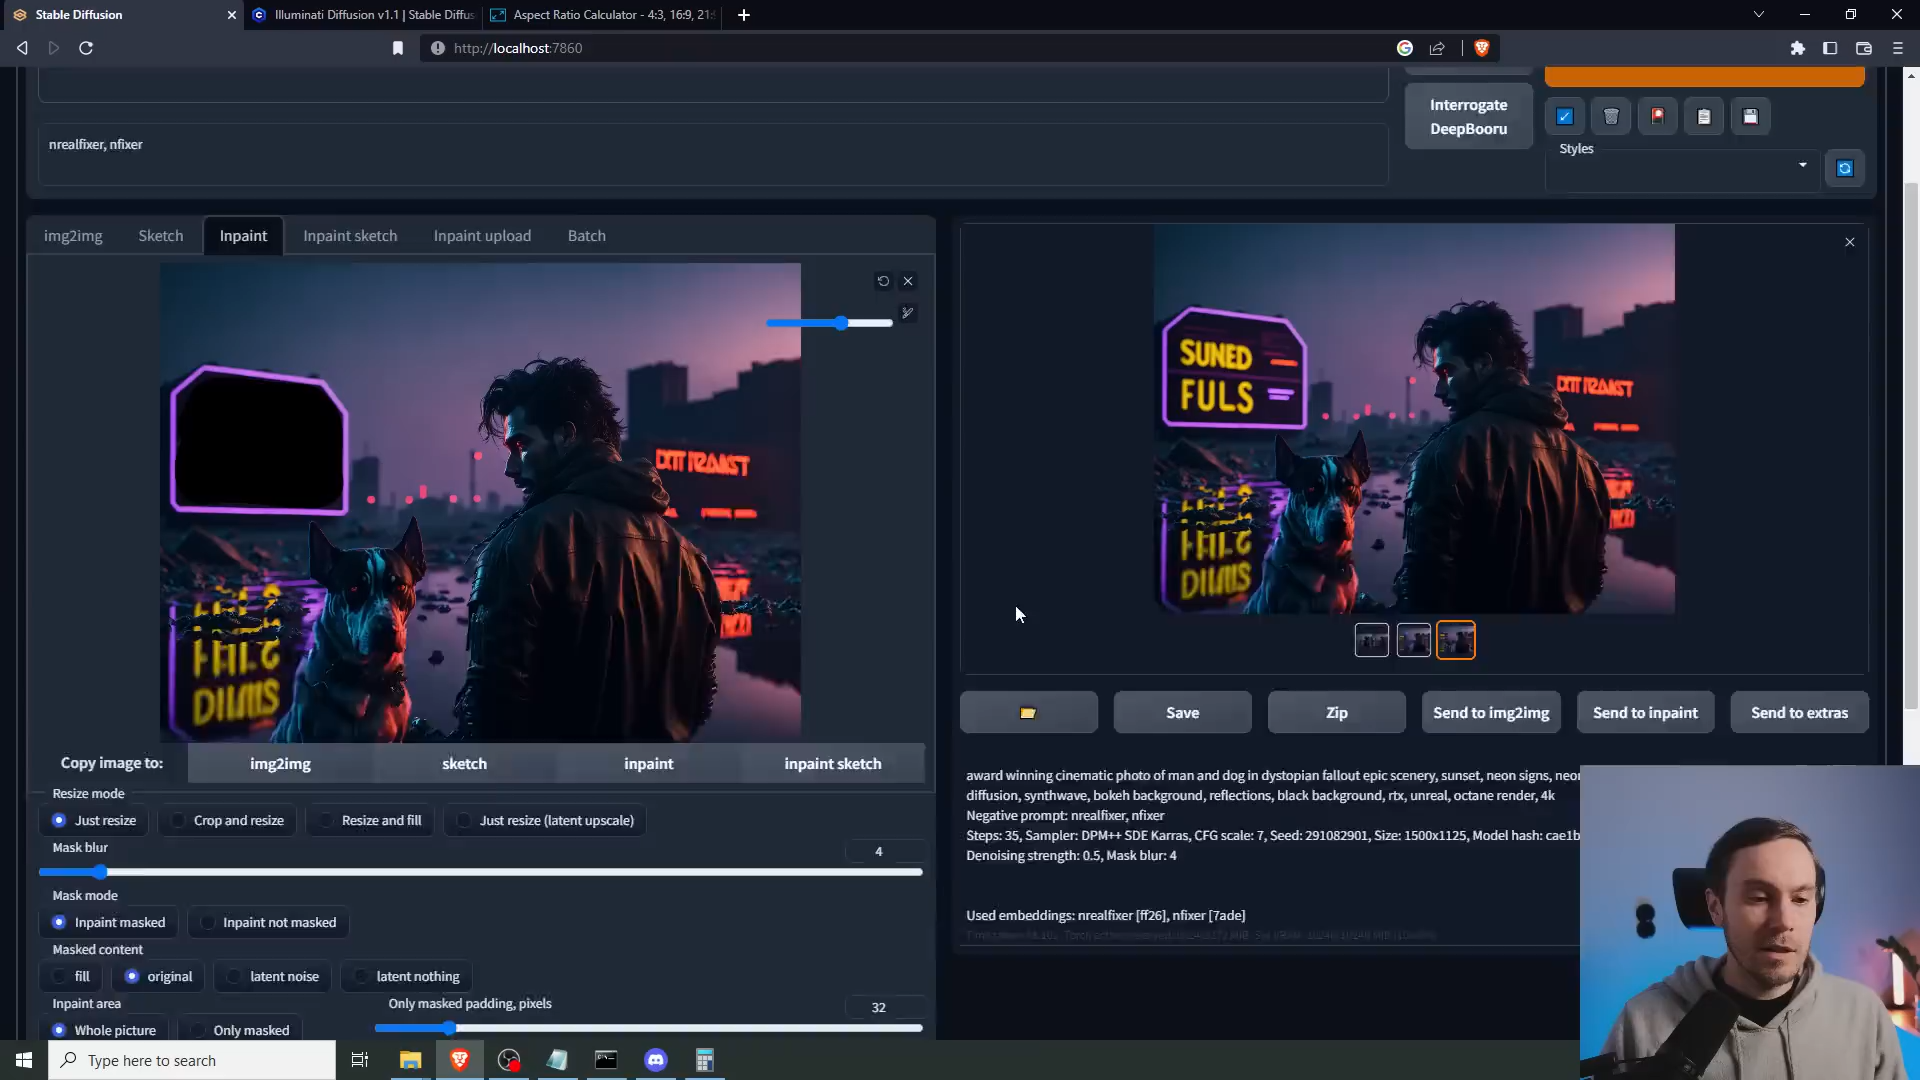 Stable Diffusion
Illuminati Diffusion v1.1 | Stable Diffus
Aspect Ratio Calculator - 4:3, 16:9, 21:
http://localhost:7860
Interrogate
DeepBooru
nrealfixer, nfixer
Styles
img2img
Sketch
Inpaint
Inpaint sketch
Inpaint upload
Batch
SUNED
FULS
Copy image to:
img2img
sketch
inpaint
inpaint sketch
Save
Zip
Send to img2img
Send to inpaint
Send to extras
Resize mode
Just resize
Crop and resize
Resize and fill
Just resize (latent upscale)
Mask blur
4
Mask mode
Inpaint masked
Inpaint not masked
Masked content
fill
original
latent noise
latent nothing
Inpaint area
Only masked padding, pixels
32
Whole picture
Only masked
award winning cinematic photo of man and dog in dystopian fallout epic scenery, sunset, neon signs, neon
diffusion, synthwave, bokeh background, reflections, black background, rtx, unreal, octane render, 4k
Negative prompt: nrealfixer, nfixer
Steps: 35, Sampler: DPM++ SDE Karras, CFG scale: 7, Seed: 291082901, Size: 1500x1125, Model hash: cae1b
Denoising strength: 0.5, Mask blur: 4
Used embeddings: nrealfixer [ff26], nfixer [7ade]
Type here to search